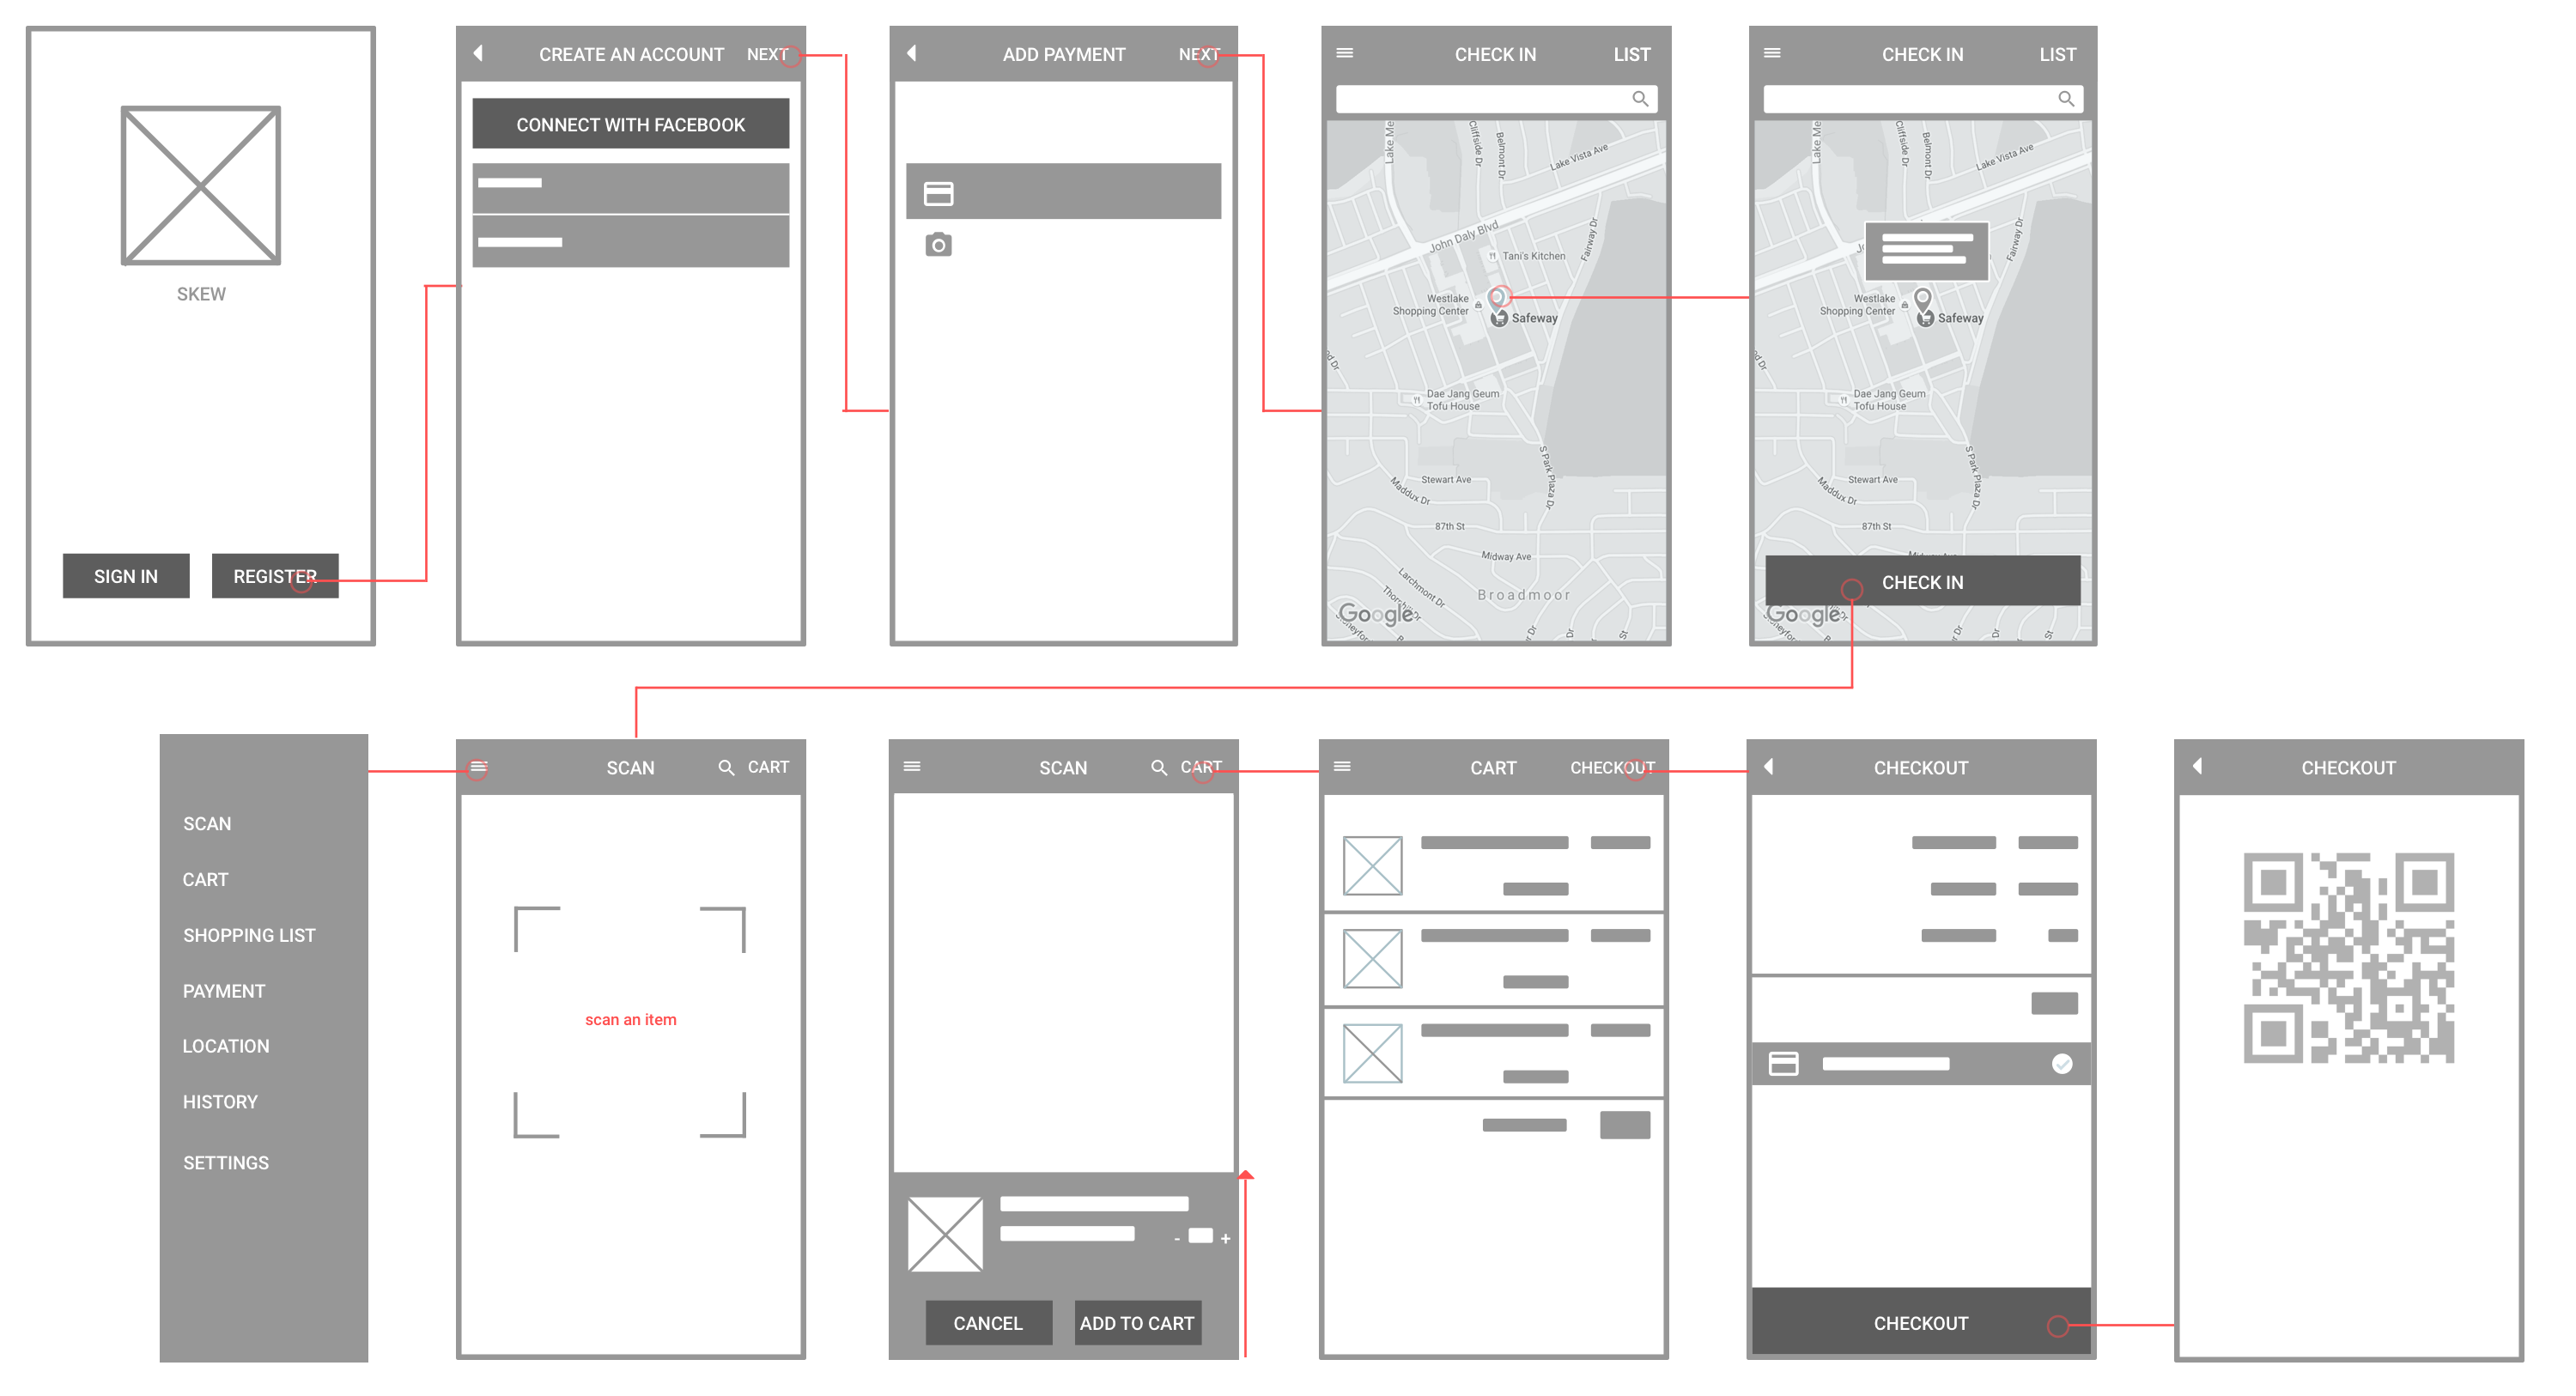 SKEW
SIGN IN
REGISTER
CREATE AN ACCOUNT
NEXT
CONNECT WITH FACEBOOK
ADD PAYMENT
NEXT
CHECK IN
LIST
Lake Me
Cliffside Dr
Belmont Dr
Lake Vista Ave
John Daly Blvd
Fairway Dr
Tani's Kitchen
Westlake
Shopping Center
Safeway
Dae Jang Geum
Tofu House
S Park Plaza Dr
Stewart Ave
Maddux Dr
87th St
Midway Ave
Larchmont Dr
Broadmoor
Google
Dr
St
CHECK IN
LIST
Lake Me
Cliffside Dr
Belmont Dr
Lake Vista Ave
Fairway Dr
Westlake
Shopping Center
Safeway
Dae Jang Geum
Tofu House
S Park Plaza Dr
Stewart Ave
Maddux Dr
87th St
CHECK IN
Google
Dr
St
SCAN
CART
SHOPPING LIST
PAYMENT
LOCATION
HISTORY
SETTINGS
SCAN
CART
scan an item
SCAN
CART
- +
CANCEL
ADD TO CART
CART
CHECKOUT
CHECKOUT
CHECKOUT
CHECKOUT